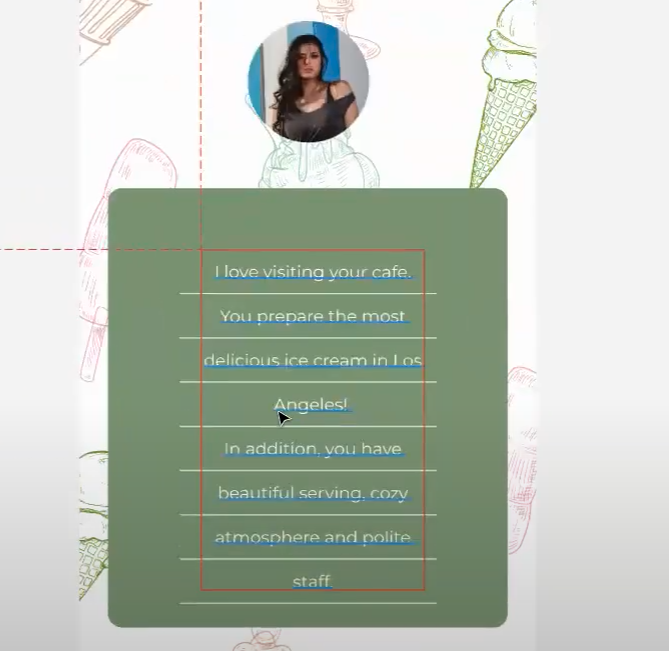 I love visiting your cafe.
You prepare the most
delicious ice cream in Los
Angeles!
In addition, you have
beautiful serving, cozy
atmosphere and polite
staff.